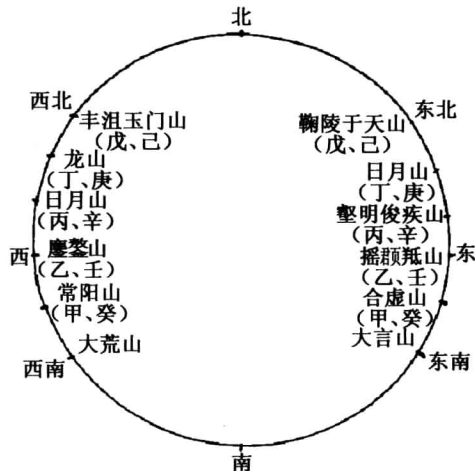 北
西北
东北
丰沮玉门山
(戊、己)
龙山
(丁、庚)
日月山
(丙、辛)
西
鏖鏊山
(乙、壬)
常阳山
(甲、癸)
大荒山
西南
鞠陵于天山
(戊、己)
日月山
(丁、庚)
壑明俊疾山
(丙、辛)
摇頵羝山
(乙、壬)
东
合虚山
(甲、癸)
大言山
东南
南